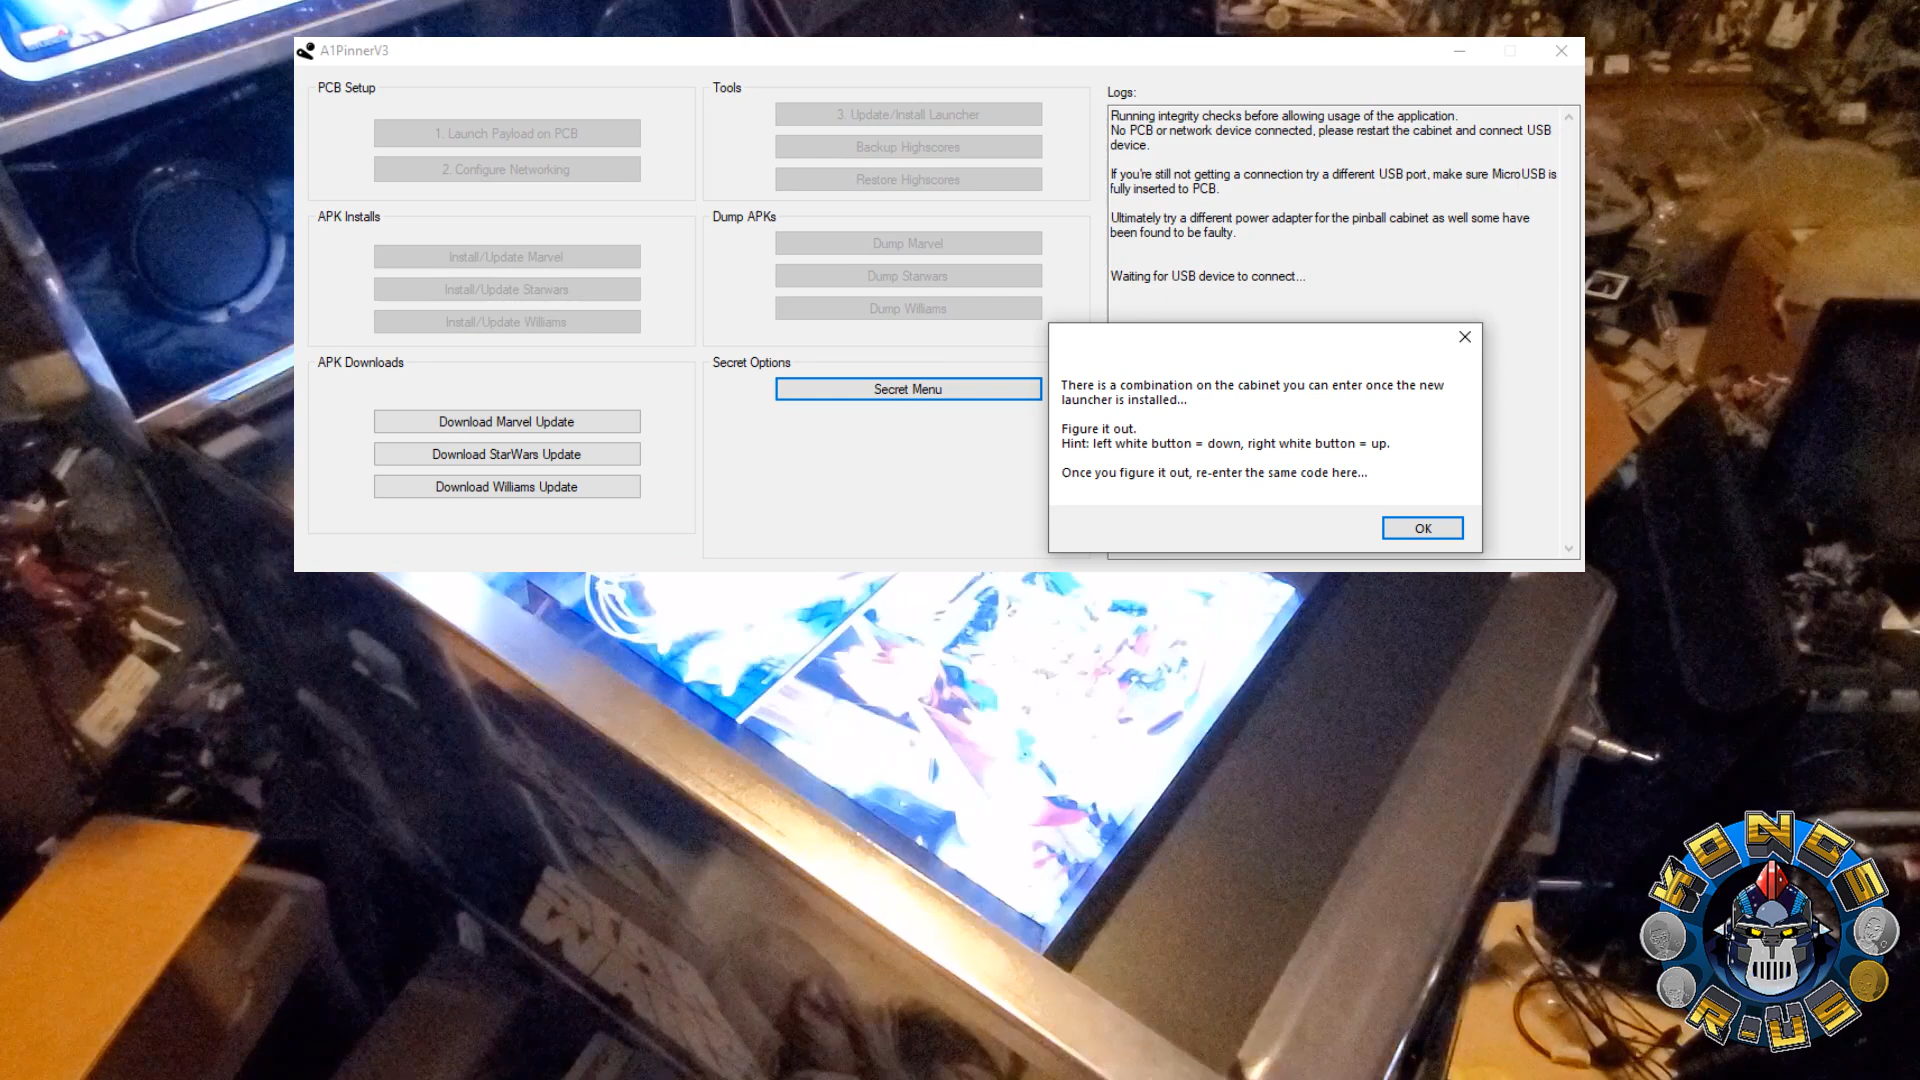 A1PinnerV3
PCB Setup
1. Launch Payload on PCB
2. Configure Networking
APK Installs
Install/Update Marvel
Install/Update Starwars
Install/Update Williams
APK Downloads
Download Marvel Update
Download StarWars Update
Download Williams Update
Tools
3. Update/Install Launcher
Backup Highscores
Restore Highscores
Dump APKs
Dump Marvel
Dump Starwars
Dump Williams
Secret Options
Secret Menu
Logs:
Running integrity checks before allowing usage of the application.
No PCB or network device connected, please restart the cabinet and connect USB
device.
If you're still not getting a connection try a different USB port, make sure MicroUSB is
fully inserted to PCB.
Ultimately try a different power adapter for the pinball cabinet as well some have
been found to be faulty.
Waiting for USB device to connect...
There is a combination on the cabinet you can enter once the new
launcher is installed...
Figure it out.
Hint: left white button = down, right white button = up.
Once you figure it out, re-enter the same code here...
OK
KONGS
R-US